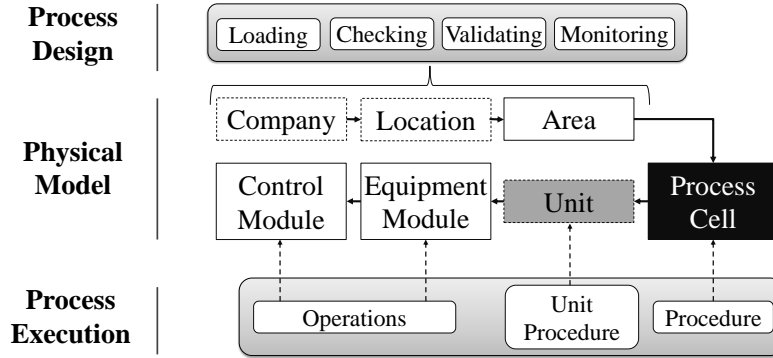 Process
Design
Loading
Checking
Validating
Monitoring
Physical
Model
Company
Location
Area
Control
Module
Equipment
Module
Unit
Process
Cell
Process
Execution
Operations
Unit
Procedure
Procedure